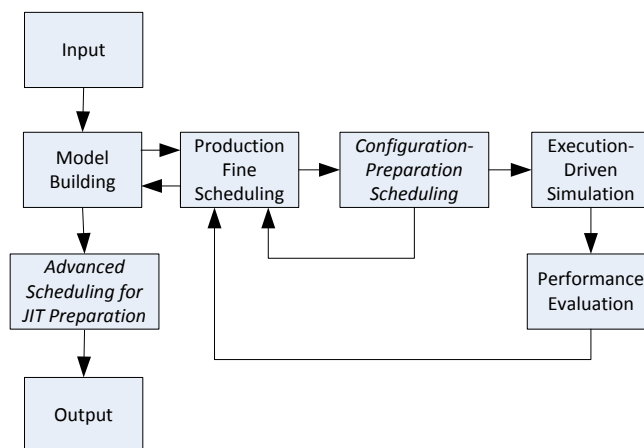 Input
Model
Building
Production
Fine
Scheduling
Configuration-
Preparation
Scheduling
Execution-
Driven
Simulation
Advanced
Scheduling for
JIT Preparation
Performance
Evaluation
Output